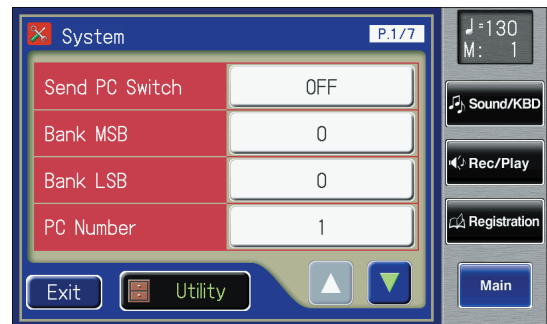 System P.1/7
Send PC Switch OFF
Bank MSB 0
Bank LSB 0
PC Number 1
Exit Utility
♩=130
M: 1
Sound/KBD
Rec/Play
Registration
Main